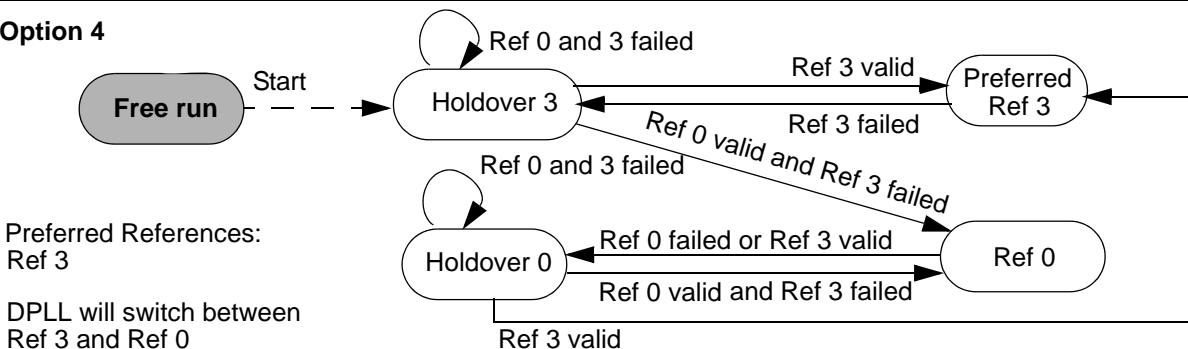 Option 4
Ref 0 and 3 failed
Start
Free run
Holdover 3
Ref 3 valid
Ref 3 failed
Preferred
Ref 3
Ref 0 valid and Ref 3 failed
Ref 0 and 3 failed
Preferred References:
Ref 3
Holdover 0
Ref 0 failed or Ref 3 valid
Ref 0 valid and Ref 3 failed
Ref 0
DPLL will switch between
Ref 3 and Ref 0
Ref 3 valid